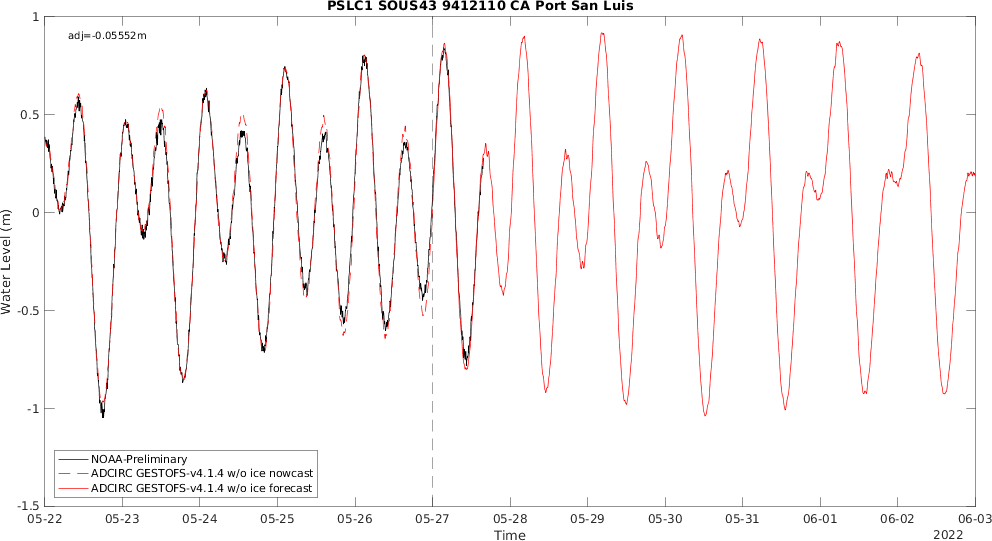 PSLC1 SOUS43 9412110 CA Port San Luis
adj=-0.05552m
1
0.5
0
-0.5
-1
-1.5
Water Level (m)
NOAA-Preliminary
ADCIRC GESTOFS-v4.1.4 w/o ice nowcast
ADCIRC GESTOFS-v4.1.4 w/o ice forecast
05-22 05-23 05-24 05-25 05-26 05-27 05-28 05-29 05-30 05-31 06-01 06-02 06-03
Time
2022